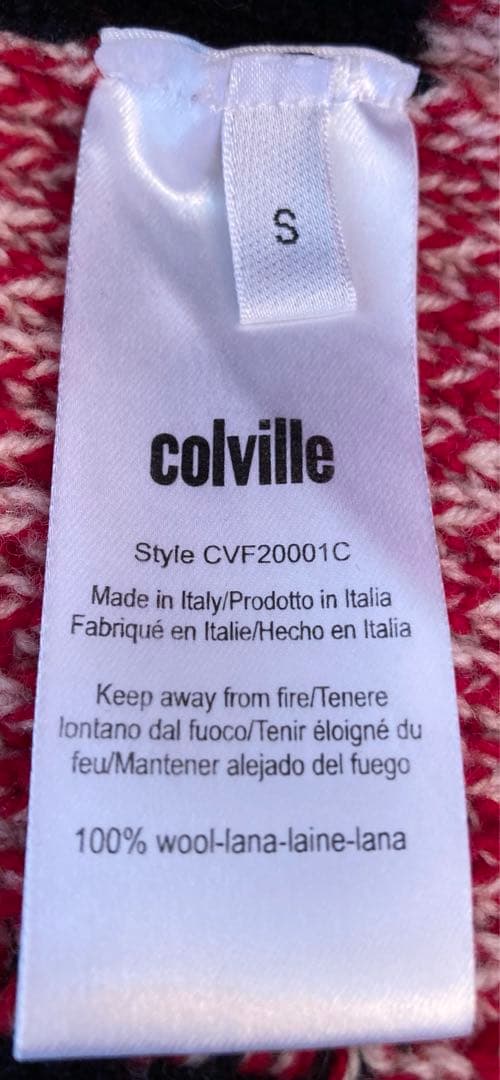 S
colville
Style CVF20001C
Made in Italy/Prodotto in Italia
Fabriqué en Italie/Hecho en Italia
Keep away from fire/Tenere
lontano dal fuoco/Tenir éloigné du
feu/Mantener alejado del fuego
100% wool-lana-laine-lana